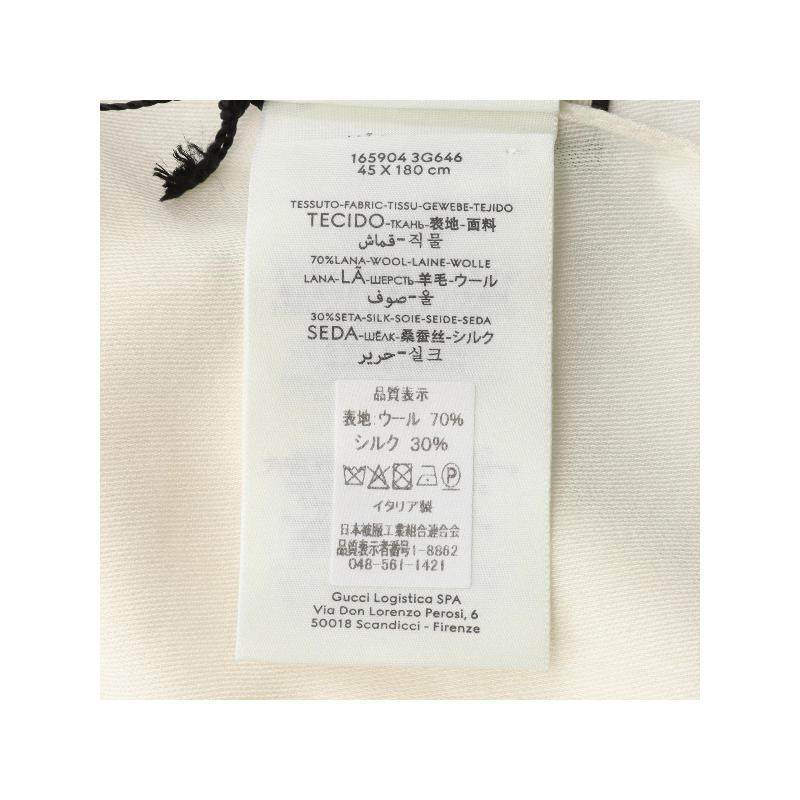 165904 3G646
45 X 180 cm
TESSUTO-FABRIC-TISSU-GEWEBE-TEJIDO
TECIDO-ТКАНЬ-表地-面料
قماش-직물
70%LANA-WOOL-LAINE-WOLLE
LANA-LÃ-ШЕРСТЬ-羊毛-ウール
صوف-울
30%SETA-SILK-SOIE-SEIDE-SEDA
SEDA-ШЁЛК-桑蚕丝-シルク
حرير-실크
品質表示
表地:ウール 70%
シルク 30%
イタリア製
日本被服工業組合連合会
品質表示者番号1-8862
048-561-1421
Gucci Logistica SPA
Via Don Lorenzo Perosi, 6
50018 Scandicci - Firenze